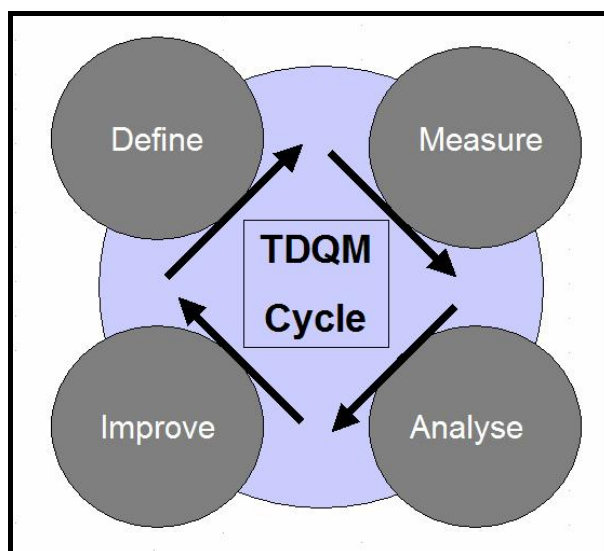 Define
Measure
TDQM
Cycle
Improve
Analyse